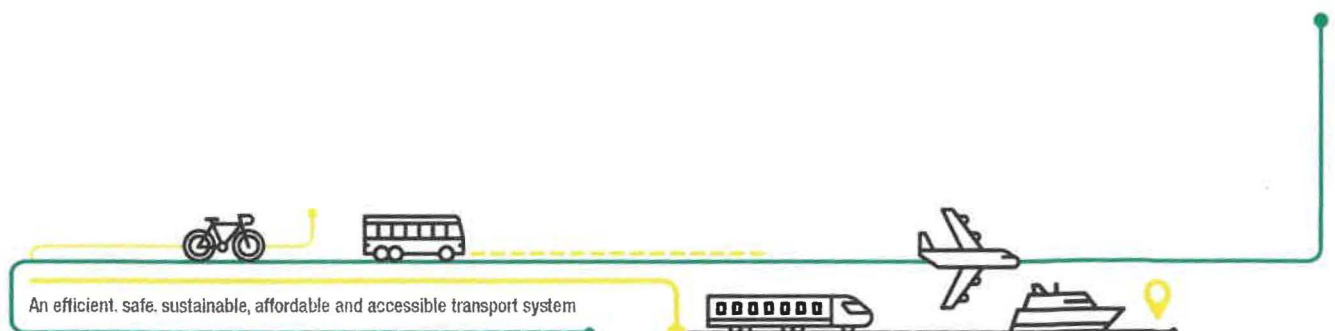 An efficient. safe. sustainable, affordable and accessible transport system